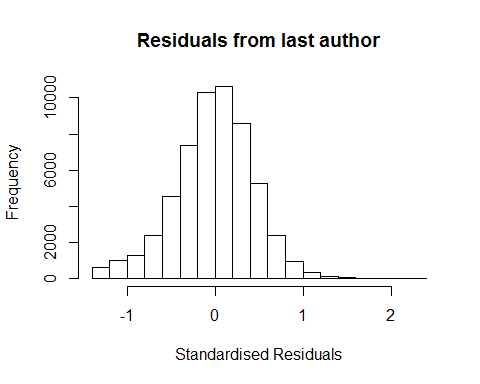 Residuals from last author
Frequency
10000
6000
2000
0
-1 0 1 2
Standardised Residuals